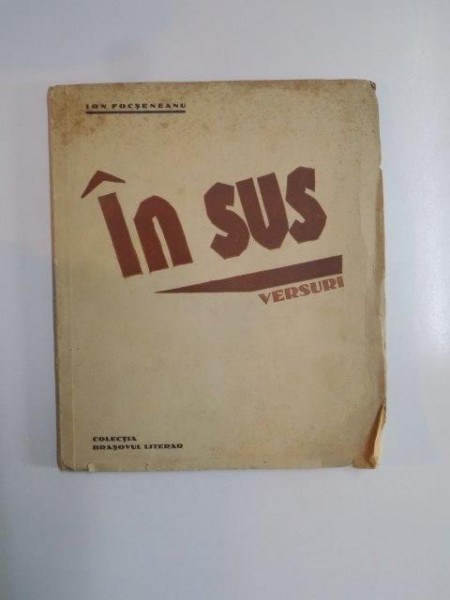 ION FOCȘENEANU
În SUS
VERSURI
COLECȚIA
BRAȘOVUL LITERAR